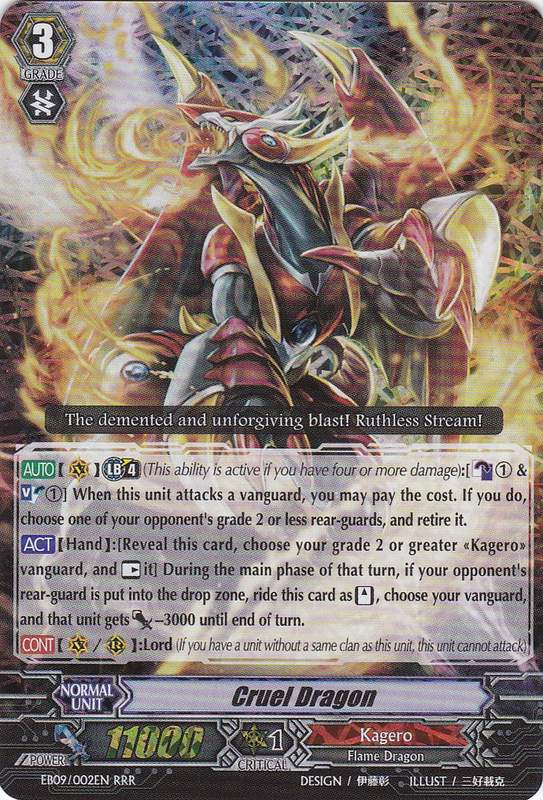 3
GRADE
The demented and unforgiving blast! Ruthless Stream!
AUTO【 】LB4(This ability is active if you have four or more damage):[ ① &
V ①] When this unit attacks a vanguard, you may pay the cost. If you do,
choose one of your opponent's grade 2 or less rear-guards, and retire it.
ACT【Hand】:[Reveal this card, choose your grade 2 or greater «Kagero»
vanguard, and it] During the main phase of that turn, if your opponent's
rear-guard is put into the drop zone, ride this card as , choose your vanguard,
and that unit gets −3000 until end of turn.
CONT【 V / R 】:Lord (If you have a unit without a same clan as this unit, this unit cannot attack)
NORMAL
UNIT
Cruel Dragon
POWER
11000
CRITICAL
1
Kagero
Flame Dragon
EB09/002EN RRR
DESIGN / 伊藤彰
ILLUST / 三好載克